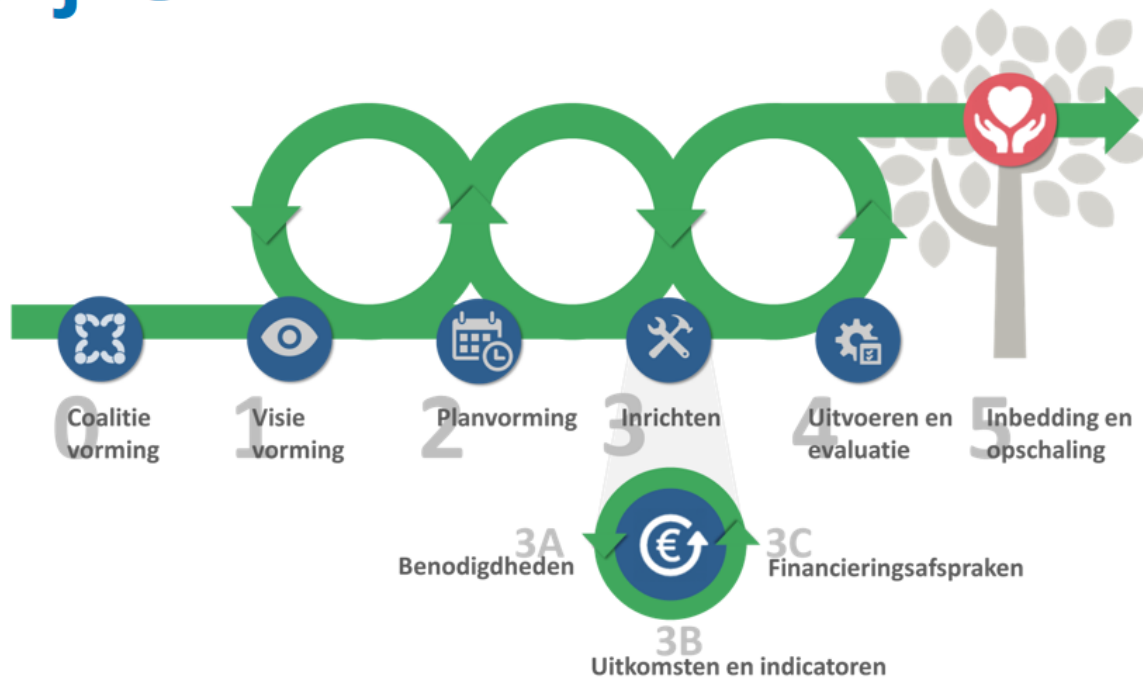 0
Coalitie
vorming
1
Visie
vorming
2
Planvorming
3
Inrichten
4
Uitvoeren en
evaluatie
5
Inbedding en
opschaling
3A
Benodigdheden
€
3C
Financieringsafspraken
3B
Uitkomsten en indicatoren